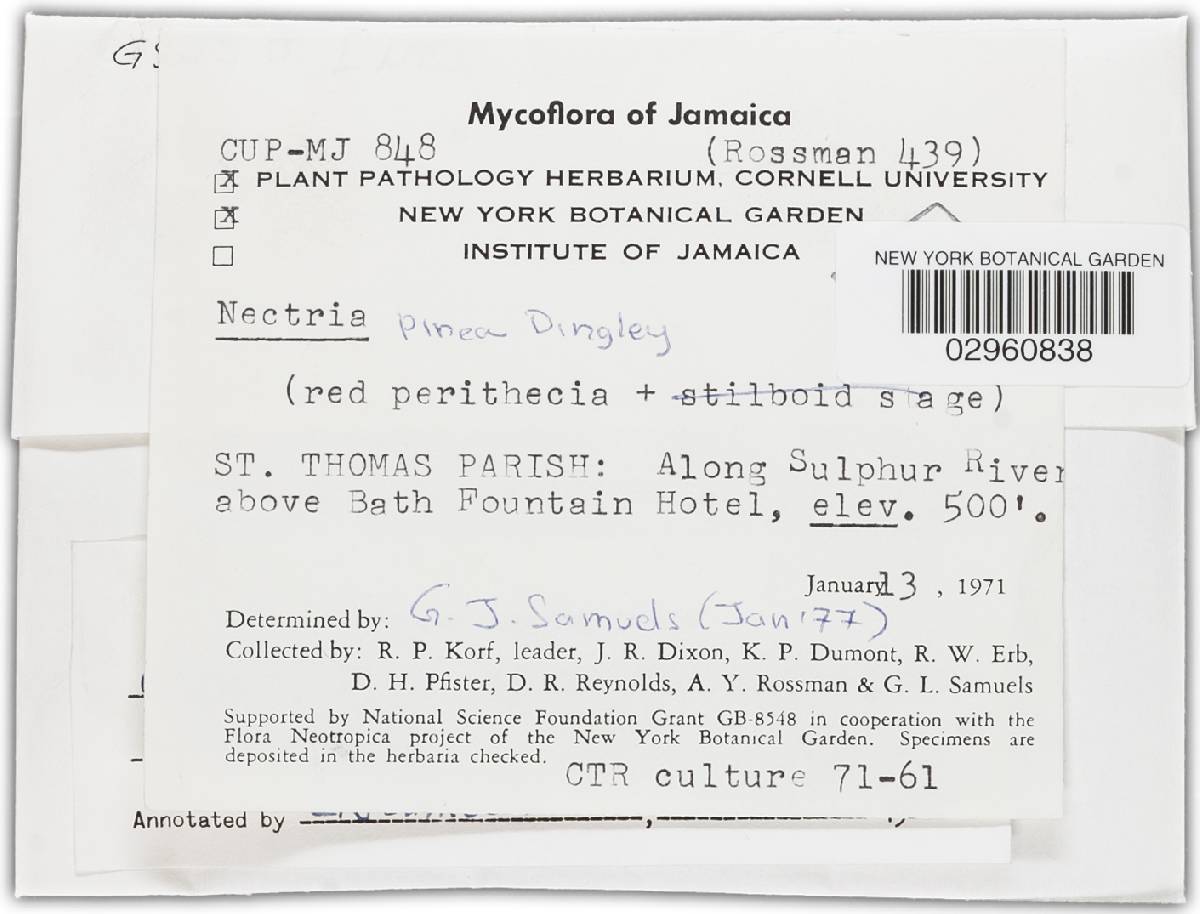 Mycoflora of Jamaica
CUP-MJ 848 (Rossman 439)
PLANT PATHOLOGY HERBARIUM, CORNELL UNIVERSITY
NEW YORK BOTANICAL GARDEN
INSTITUTE OF JAMAICA
NEW YORK BOTANICAL GARDEN
02960838
Nectria pinea Dingley
(red perithecia + stilboid stage)
ST. THOMAS PARISH: Along Sulphur River
above Bath Fountain Hotel, elev. 500'.
January 13, 1971
Determined by: G. J. Samuels (Jan '77)
Collected by: R. P. Korf, leader, J. R. Dixon, K. P. Dumont, R. W. Erb,
D. H. Pfister, D. R. Reynolds, A. Y. Rossman & G. L. Samuels
Supported by National Science Foundation Grant GB-8548 in cooperation with the
Flora Neotropica project of the New York Botanical Garden. Specimens are
deposited in the herbaria checked.
CTR culture 71-61
Annotated by